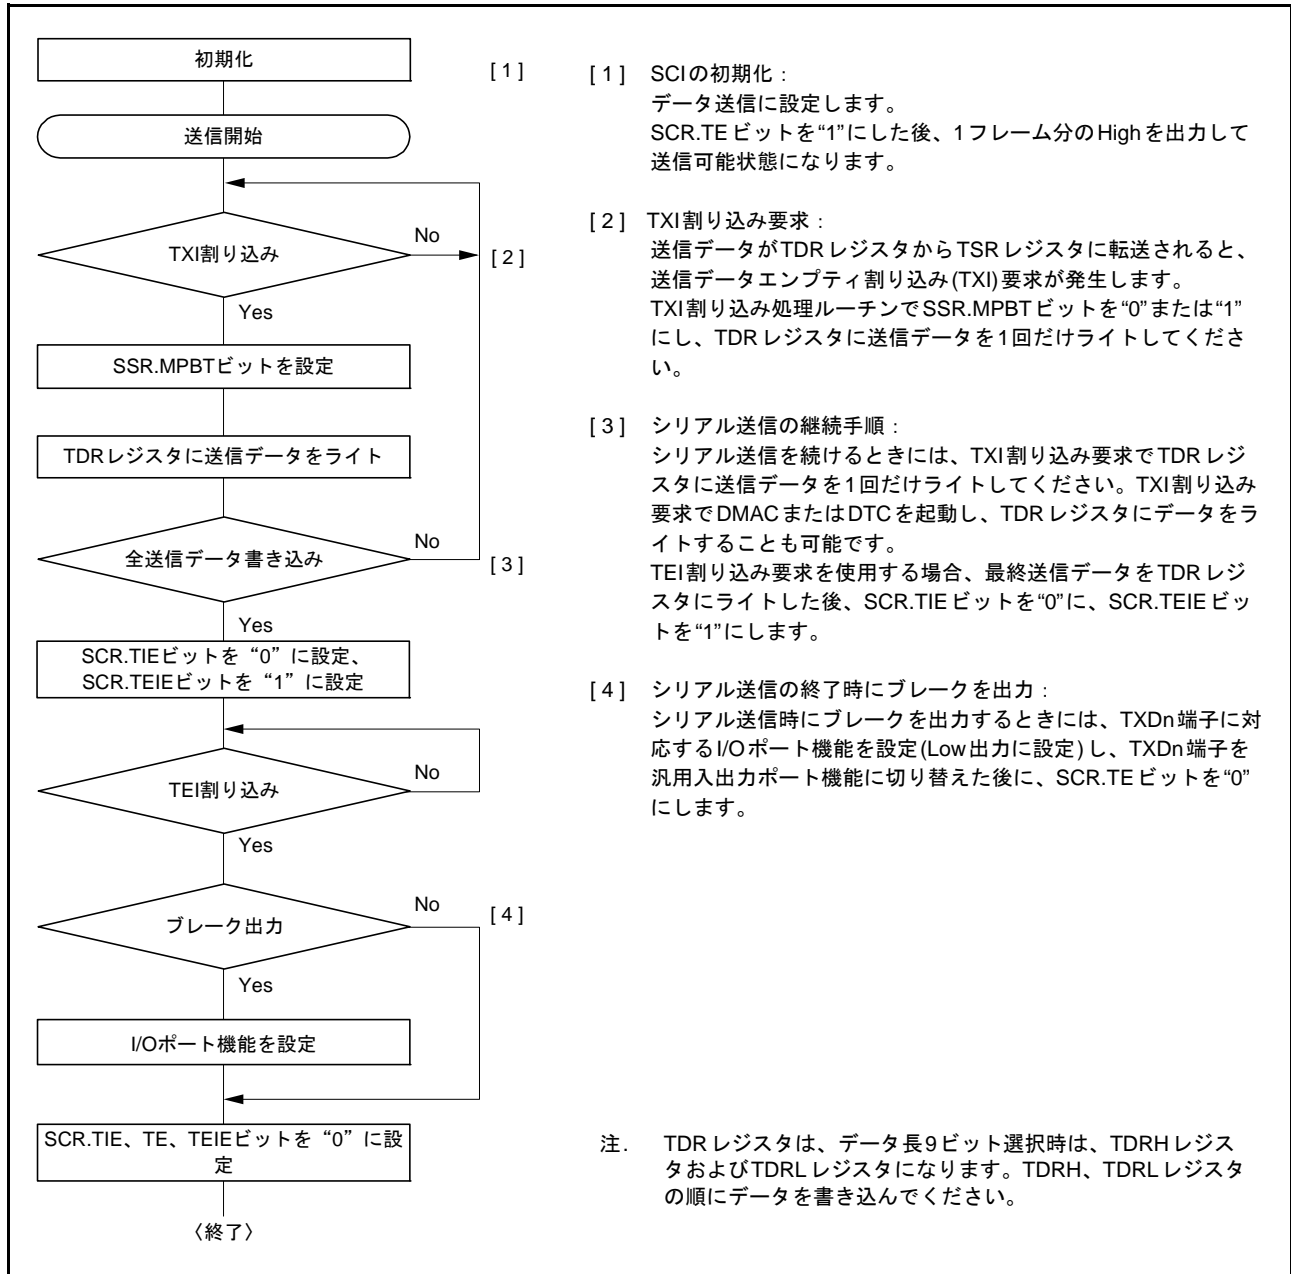 初期化
[ 1 ]
送信開始
TXI割り込み
No
[ 2 ]
Yes
SSR.MPBTビットを設定
TDRレジスタに送信データをライト
全送信データ書き込み
No
[ 3 ]
Yes
SCR.TIEビットを“0”に設定、
SCR.TEIEビットを“1”に設定
TEI割り込み
No
Yes
ブレーク出力
No
[ 4 ]
Yes
I/Oポート機能を設定
SCR.TIE、TE、TEIEビットを“0”に設
定
〈終了〉
[ 1 ] SCIの初期化：
データ送信に設定します。
SCR.TEビットを“1”にした後、1フレーム分のHighを出力して
送信可能状態になります。
[ 2 ] TXI割り込み要求：
送信データがTDRレジスタからTSRレジスタに転送されると、
送信データエンプティ割り込み(TXI)要求が発生します。
TXI割り込み処理ルーチンでSSR.MPBTビットを“0”または“1”
にし、TDRレジスタに送信データを1回だけライトしてくださ
い。
[ 3 ] シリアル送信の継続手順：
シリアル送信を続けるときには、TXI割り込み要求でTDRレジ
スタに送信データを1回だけライトしてください。TXI割り込み
要求でDMACまたはDTCを起動し、TDRレジスタにデータをラ
イトすることも可能です。
TEI割り込み要求を使用する場合、最終送信データをTDRレジ
スタにライトした後、SCR.TIEビットを“0”に、SCR.TEIEビッ
トを“1”にします。
[ 4 ] シリアル送信の終了時にブレークを出力：
シリアル送信時にブレークを出力するときには、TXDn端子に対
応するI/Oポート機能を設定(Low出力に設定)し、TXDn端子を
汎用入出力ポート機能に切り替えた後に、SCR.TEビットを“0”
にします。
注. TDRレジスタは、データ長9ビット選択時は、TDRHレジス
タおよびTDRLレジスタになります。TDRH、TDRLレジスタ
の順にデータを書き込んでください。